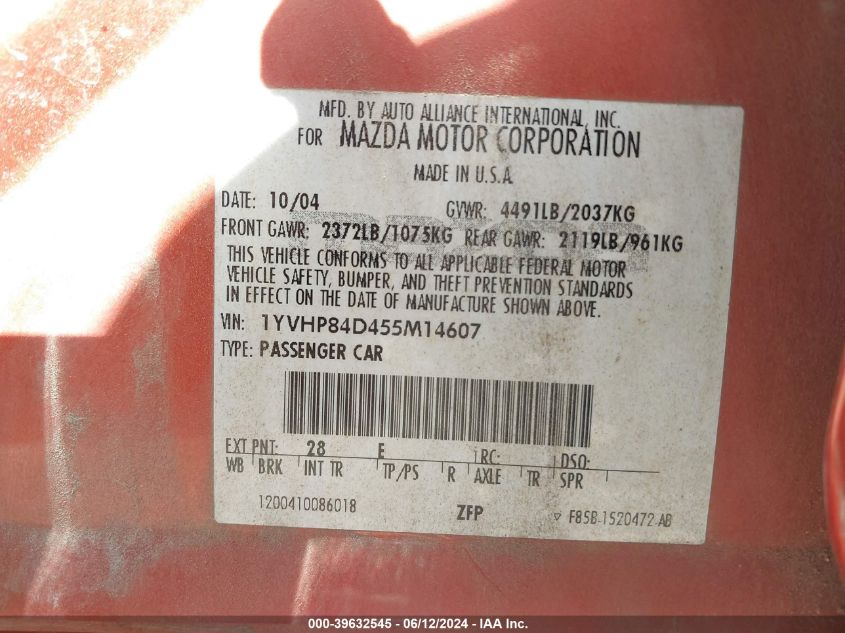 MFD. BY AUTO ALLIANCE INTERNATIONAL, INC.
FOR MAZDA MOTOR CORPORATION
MADE IN U.S.A
DATE: 10/04 GVWR: 4491LB/2037KG
FRONT GAWR: 2372LB/1075KG REAR GAWR: 2119LB/961KG
THIS VEHICLE CONFORMS TO ALL APPLICABLE FEDERAL MOTOR
VEHICLE SAFETY, BUMPER, AND THEFT PREVENTION STANDARDS
IN EFFECT ON THE DATE OF MANUFACTURE SHOWN ABOVE.
VIN: 1YVHP84D455M14607
TYPE: PASSENGER CAR
EXT PNT: 28 E RC: DSO:
WB BRK INT TR TP/PS R AXLE TR SPR
1200410086018 ZFP ▽ F85B-1520472-AB
000-39632545 - 06/12/2024 - IAA Inc.